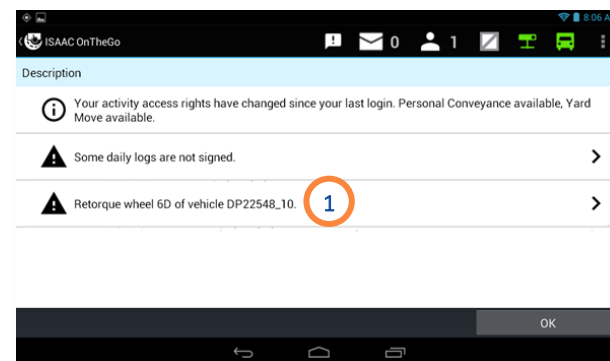 8:06 A
ISAAC OnTheGo 0 1
Description
Your activity access rights have changed since your last login. Personal Conveyance available, Yard
Move available.
Some daily logs are not signed.
Retorque wheel 6D of vehicle DP22548_10. 1
OK